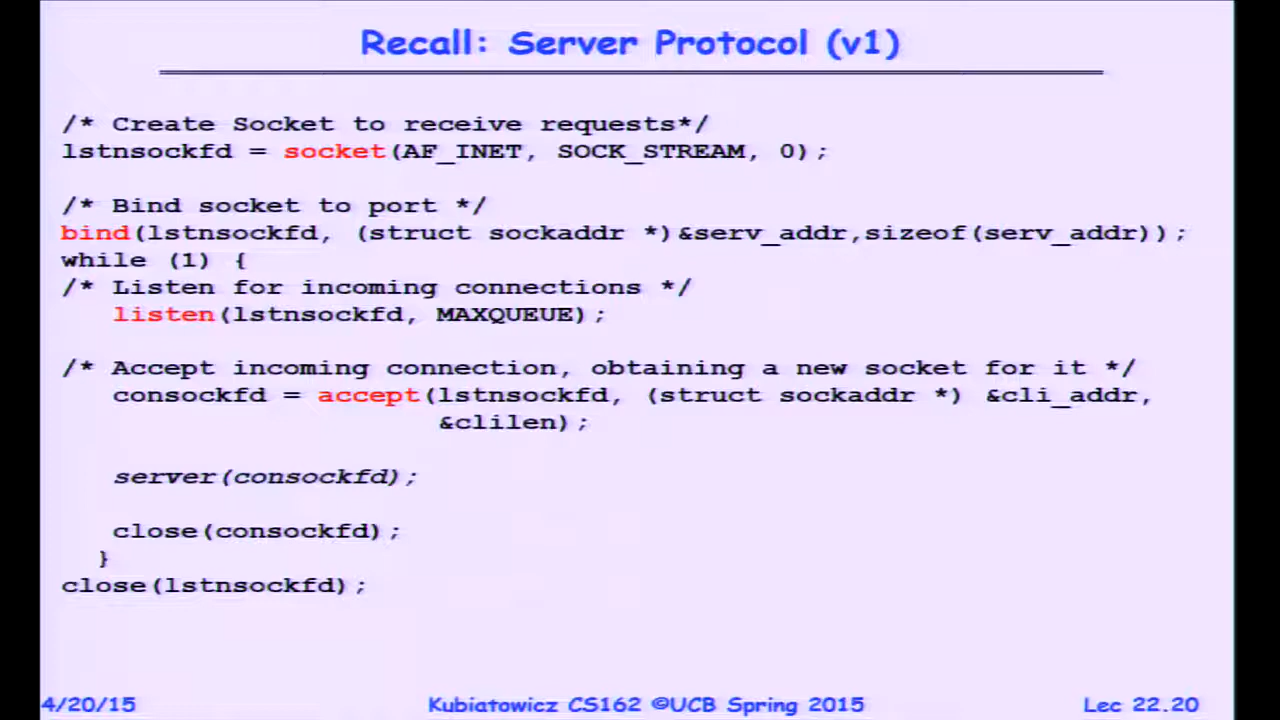 Recall: Server Protocol (v1)
/* Create Socket to receive requests*/
lstnsockfd = socket(AF_INET, SOCK_STREAM, 0);
/* Bind socket to port */
bind(lstnsockfd, (struct sockaddr *)&serv_addr,sizeof(serv_addr));
while (1) {
/* Listen for incoming connections */
listen(lstnsockfd, MAXQUEUE);
/* Accept incoming connection, obtaining a new socket for it */
consockfd = accept(lstnsockfd, (struct sockaddr *) &cli_addr,
&clilen);
server(consockfd);
close(consockfd);
}
close(lstnsockfd);
4/20/15 Kubiatowicz CS162 ©UCB Spring 2015 Lec 22.20